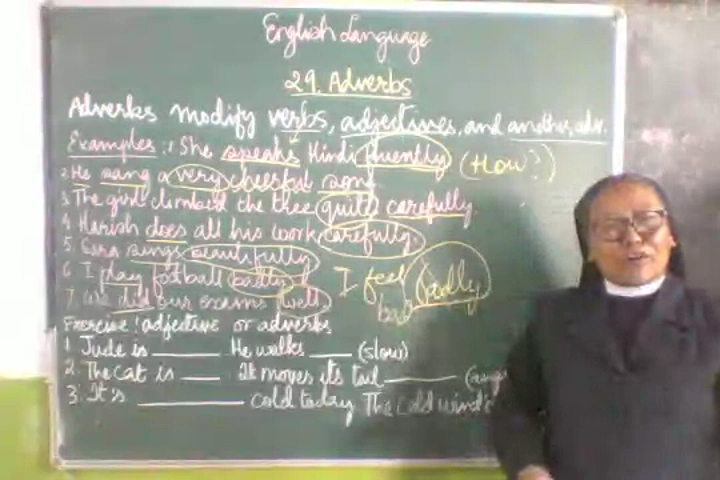 English Language
29. Adverbs
Adverbs modify verbs, adjectives, and another adv.
Examples: 1. She speaks Hindi fluently (How?)
2. He sang a very cheerful song.
3. The girl climbed the tree quite carefully.
4. Harish does all his work carefully.
5. Sara sings beautifully
6. I play football badly I feel badly
bad
7. We did our exams well
Exercise: adjective or adverbs
1. Jude is ______ He walks ____ (slow)
2. The cat is ____ It moves its tail ________
3. It is __________ cold today The cold wind